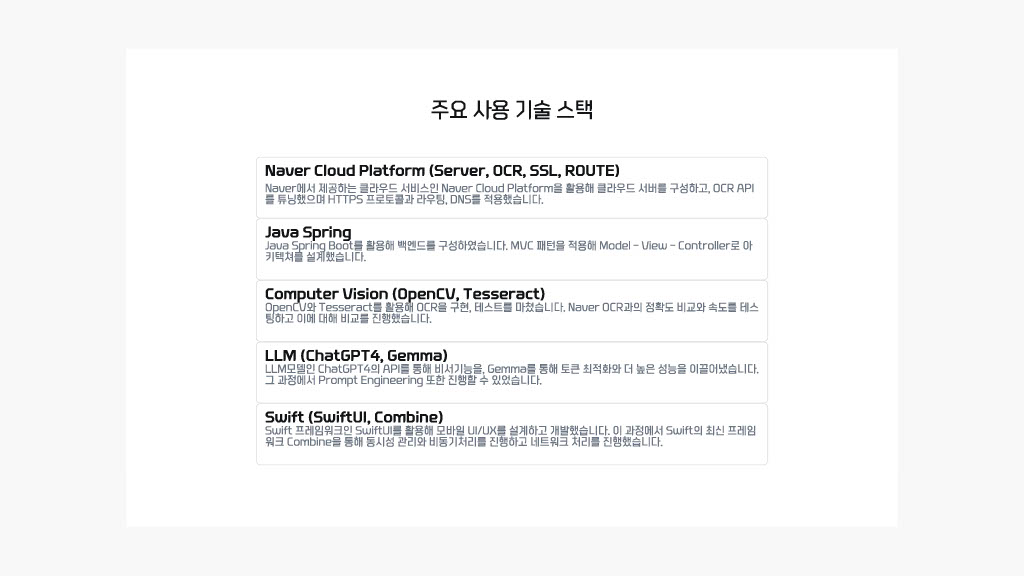 주요 사용 기술 스택
Naver Cloud Platform (Server, OCR, SSL, ROUTE)
Naver에서 제공하는 클라우드 서비스인 Naver Cloud Platform을 활용해 클라우드 서버를 구성하고, OCR API
를 튜닝했으며 HTTPS 프로토콜과 라우팅, DNS를 적용했습니다.
Java Spring
Java Spring Boot를 활용해 백엔드를 구성하였습니다. MVC 패턴을 적용해 Model - View - Controller로 아
키텍쳐를 설계했습니다.
Computer Vision (OpenCV, Tesseract)
OpenCV와 Tesseract를 활용해 OCR을 구현, 테스트를 마쳤습니다. Naver OCR과의 정확도 비교와 속도를 테스
팅하고 이에 대해 비교를 진행했습니다.
LLM (ChatGPT4, Gemma)
LLM모델인 ChatGPT4의 API를 통해 비서기능을, Gemma를 통해 토큰 최적화와 더 높은 성능을 이끌어냈습니다.
그 과정에서 Prompt Engineering 또한 진행할 수 있었습니다.
Swift (SwiftUI, Combine)
Swift 프레임워크인 SwiftUI를 활용해 모바일 UI/UX를 설계하고 개발했습니다. 이 과정에서 Swift의 최신 프레임
워크 Combine을 통해 동시성 관리와 비동기처리를 진행하고 네트워크 처리를 진행했습니다.